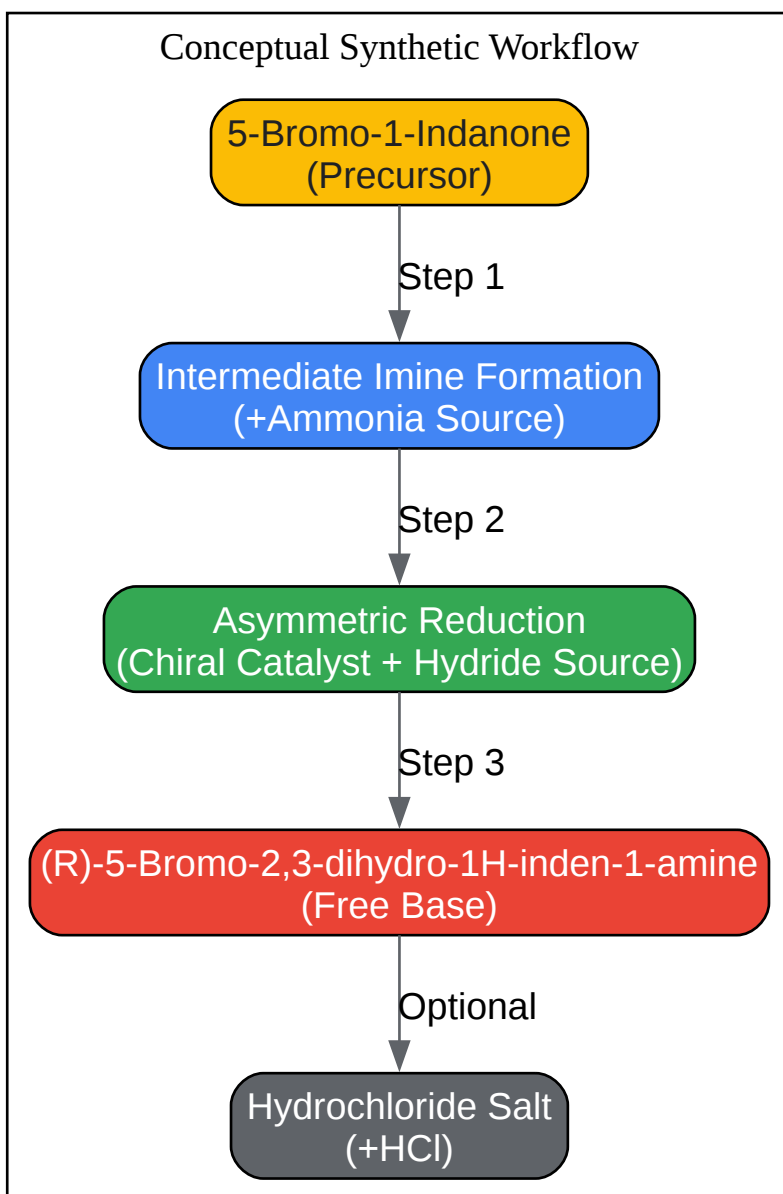 Conceptual Synthetic Workflow
5-Bromo-1-Indanone
(Precursor)
Step 1
Intermediate Imine Formation
(+Ammonia Source)
Step 2
Asymmetric Reduction
(Chiral Catalyst + Hydride Source)
Step 3
(R)-5-Bromo-2,3-dihydro-1H-inden-1-amine
(Free Base)
Optional
Hydrochloride Salt
(+HCl)